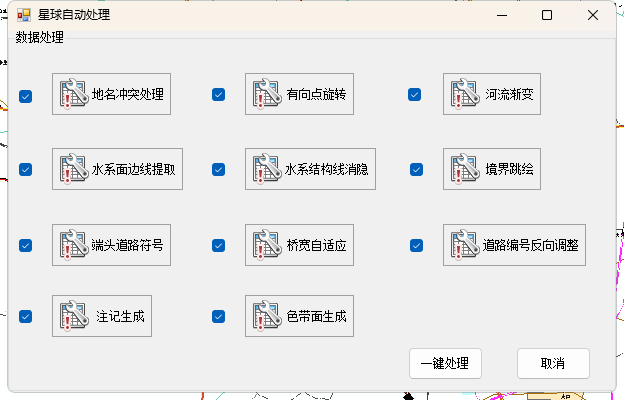 星球自动处理
数据处理
地名冲突处理
有向点旋转
河流渐变
水系面边线提取
水系结构线消隐
境界跳绘
端头道路符号
桥宽自适应
道路编号反向调整
注记生成
色带面生成
一键处理
取消